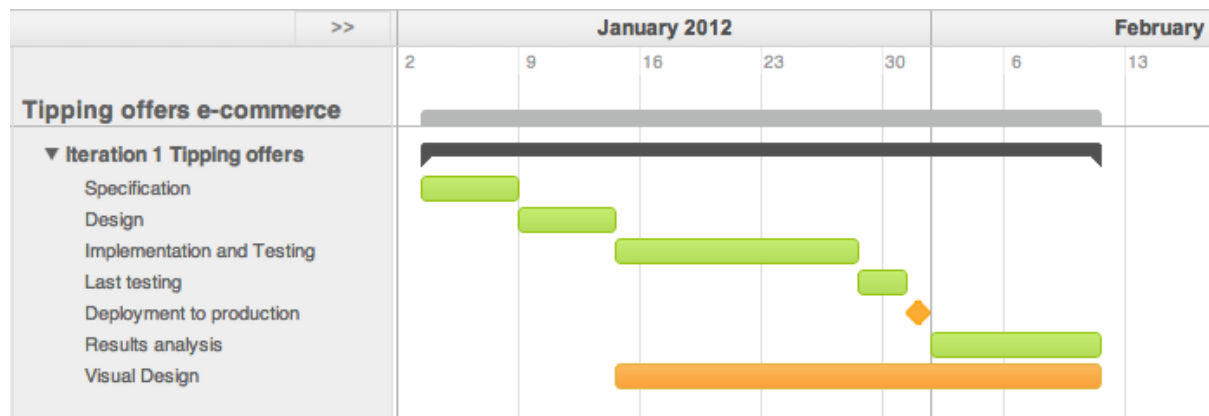 >> January 2012 February
2 9 16 23 30 6 13
Tipping offers e-commerce
▼ Iteration 1 Tipping offers
Specification
Design
Implementation and Testing
Last testing
Deployment to production
Results analysis
Visual Design